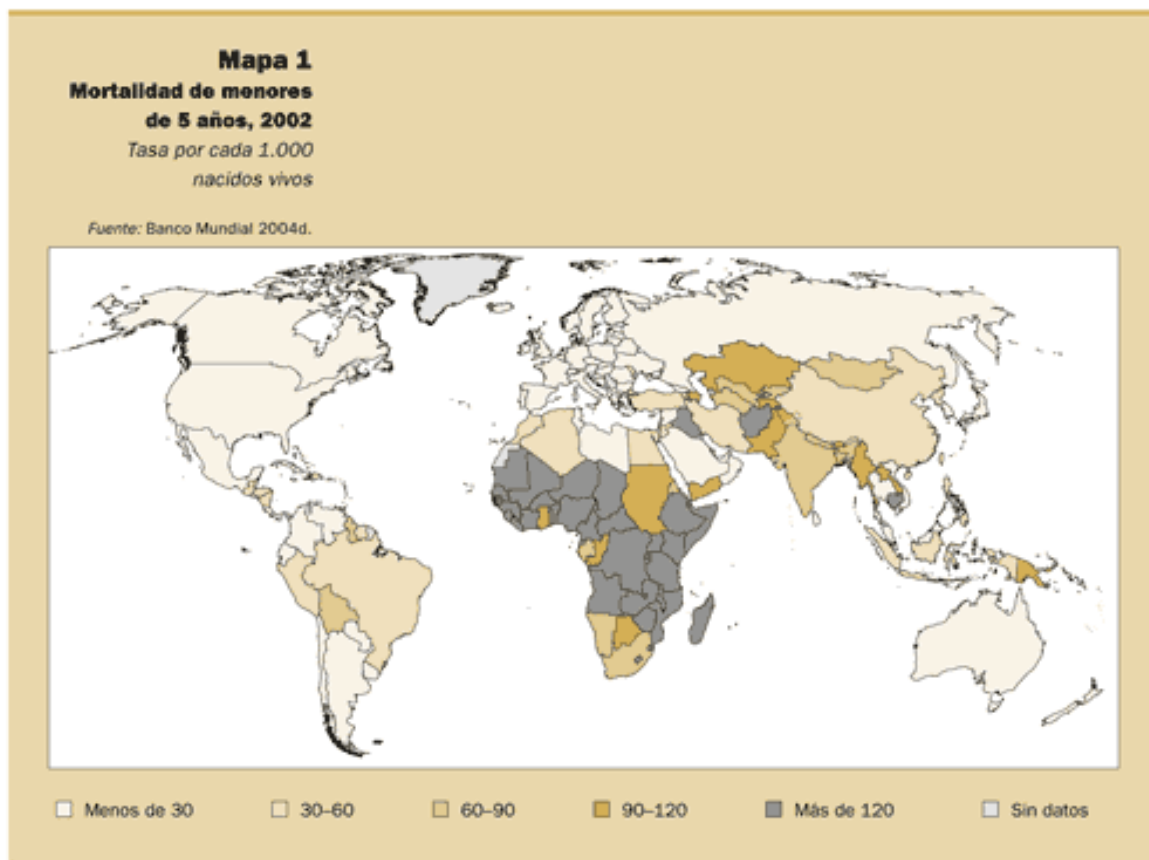 Mapa 1
Mortalidad de menores
de 5 años, 2002
Tasa por cada 1.000
nacidos vivos
Fuente: Banco Mundial 2004d.
Menos de 30
30–60
60–90
90–120
Más de 120
Sin datos